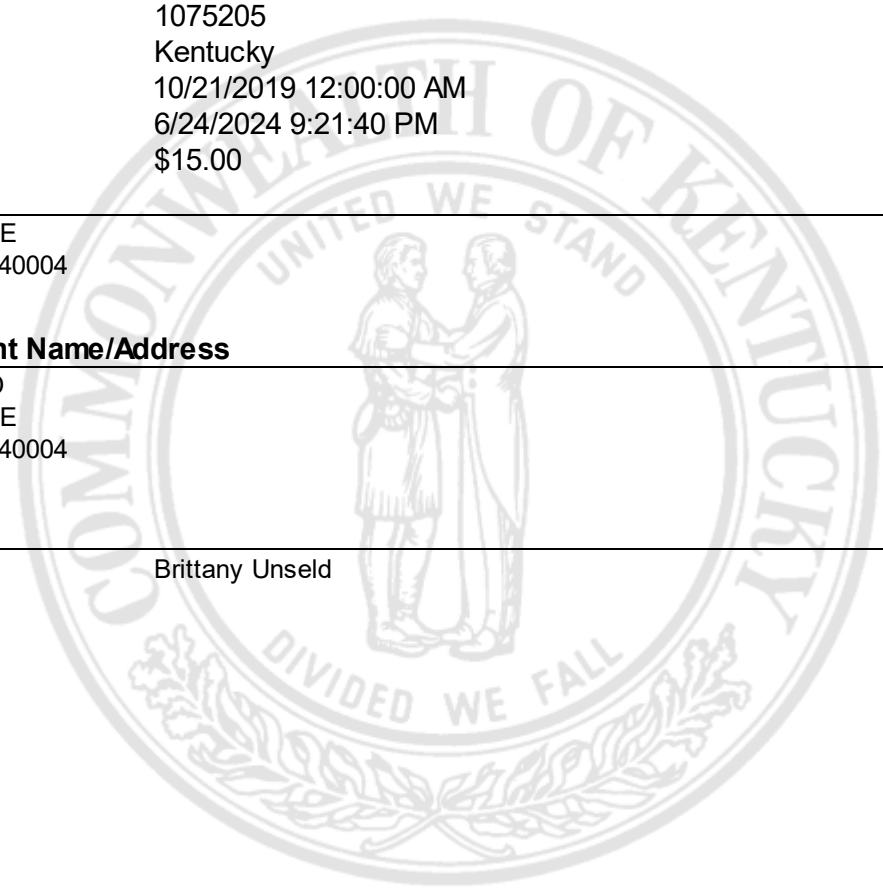 1075205
Kentucky
10/21/2019 12:00:00 AM
6/24/2024 9:21:40 PM
$15.00
E
40004
nt Name/Address
E
40004
Brittany Unseld
COMMONWEALTH OF KENTUCKY
UNITED WE STAND
DIVIDED WE FALL